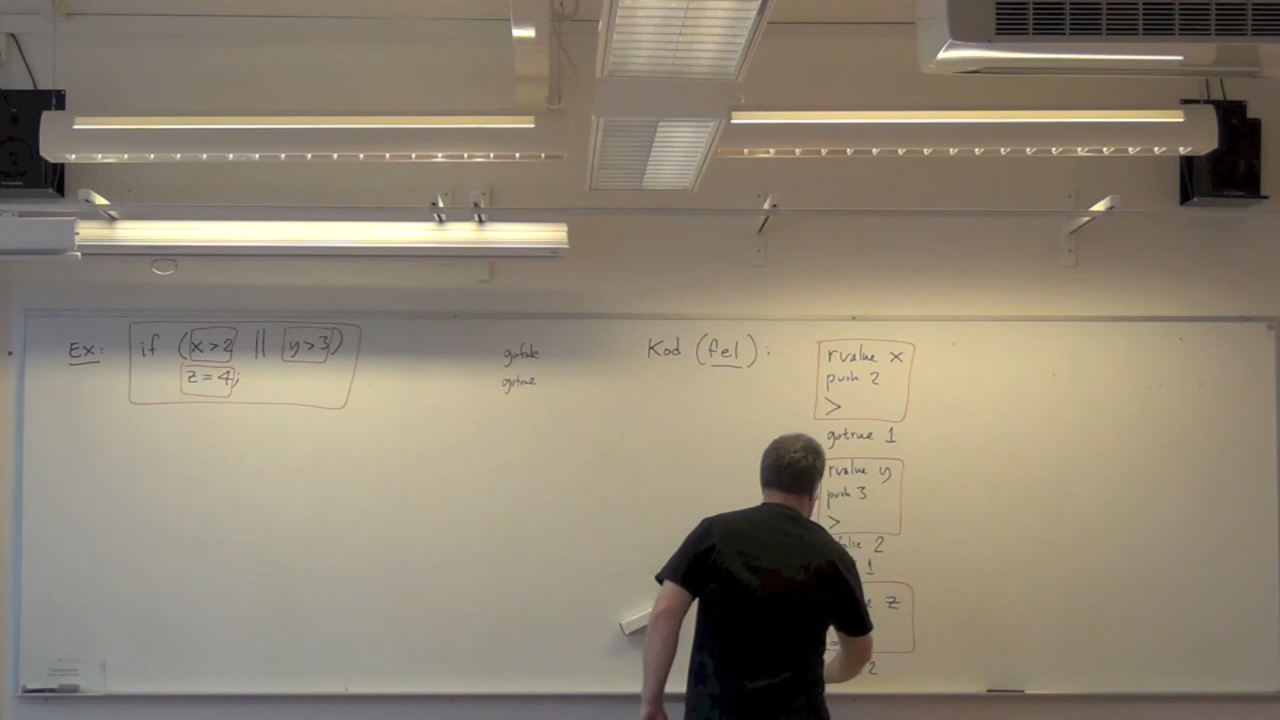 Ex: if (x>2 || y>3)
z = 4;
gofalse
gotrue
Kod (fel):
rvalue x
push 2
>
gotrue 1
rvalue y
push 3
>
2
1
z
=
2